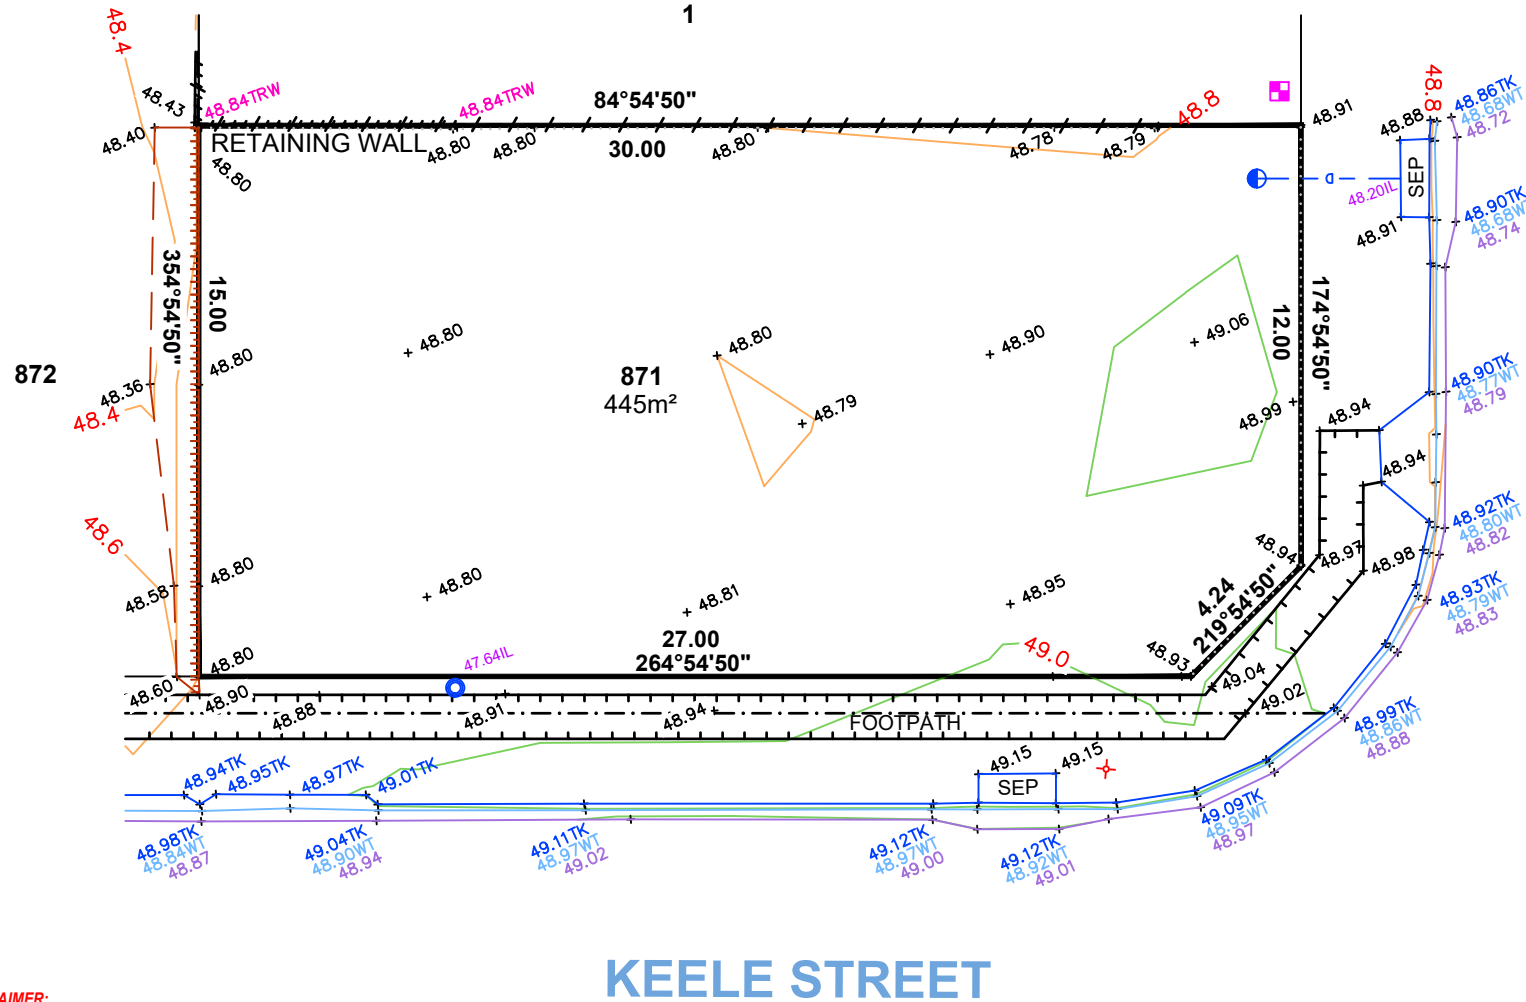 1
48.4
48.43
48.84TRW
48.84TRW
84°54'50"
48.8
48.91
48.8
48.86TK
48.68WT
48.72
48.88
48.40
RETAINING WALL
48.80
48.80
48.80
30.00
48.80
48.78
48.79
SEP
D
48.20IL
48.90TK
48.68WT
48.74
48.91
354°54'50"
15.00
48.80
48.80
48.90
49.06
12.00
174°54'50"
872
48.36
48.80
871
445m²
48.79
48.99
48.94
48.90TK
48.77WT
48.79
48.4
48.94
48.6
48.92TK
48.80WT
48.82
48.94
48.97
48.98
48.58
48.80
48.80
48.81
48.95
4.24
219°54'50"
48.93TK
48.79WT
48.83
27.00
264°54'50"
47.64IL
49.0
48.93
48.80
48.60
48.90
48.88
48.91
48.94
FOOTPATH
49.04
49.02
48.99TK
48.86WT
48.88
48.94TK
48.95TK
48.97TK
49.01TK
49.15
49.15
SEP
48.98TK
48.84WT
48.87
49.04TK
48.90WT
48.94
49.11TK
48.97WT
49.02
49.12TK
48.97WT
49.00
49.12TK
48.92WT
49.01
49.09TK
48.95WT
48.97
KEELE STREET
AIMER: